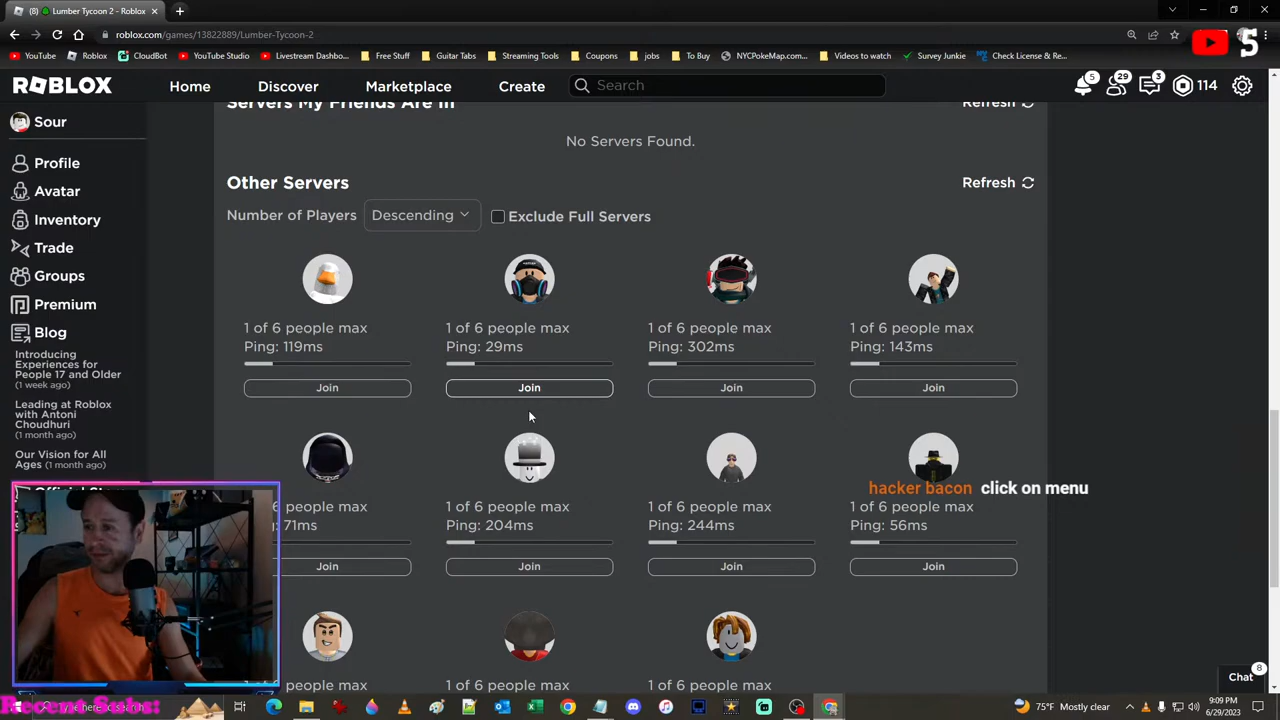 (8) Lumber Tycoon 2 - Roblox
roblox.com/games/13822889/Lumber-Tycoon-2
YouTube Roblox CloudBot YouTube Studio Livestream Dashbo... Free Stuff Guitar Tabs Streaming Tools Coupons jobs To Buy NYCPokeMap.com... Videos to watch Survey Junkie Check License & Re...
ROBLOX Home Discover Marketplace Create Search 5 29 3 114
Sour
Profile
Avatar
Inventory
Trade
Groups
Premium
Blog
Introducing
Experiences for
People 17 and Older
(1 week ago)
Leading at Roblox
with Antoni
Choudhuri
(1 month ago)
Our Vision for All
Ages (1 month ago)
Servers My Friends Are In Refresh
No Servers Found.
Other Servers Refresh
Number of Players Descending Exclude Full Servers
1 of 6 people max 1 of 6 people max 1 of 6 people max 1 of 6 people max
Ping: 119ms Ping: 29ms Ping: 302ms Ping: 143ms
Join Join Join Join
hacker bacon click on menu
1 of 6 people max 1 of 6 people max 1 of 6 people max
71ms Ping: 204ms Ping: 244ms Ping: 56ms
Join Join Join Join
1 of 6 people max 1 of 6 people max
Chat 8
Recent Subs:
75°F Mostly clear
9:09 PM
6/29/2023